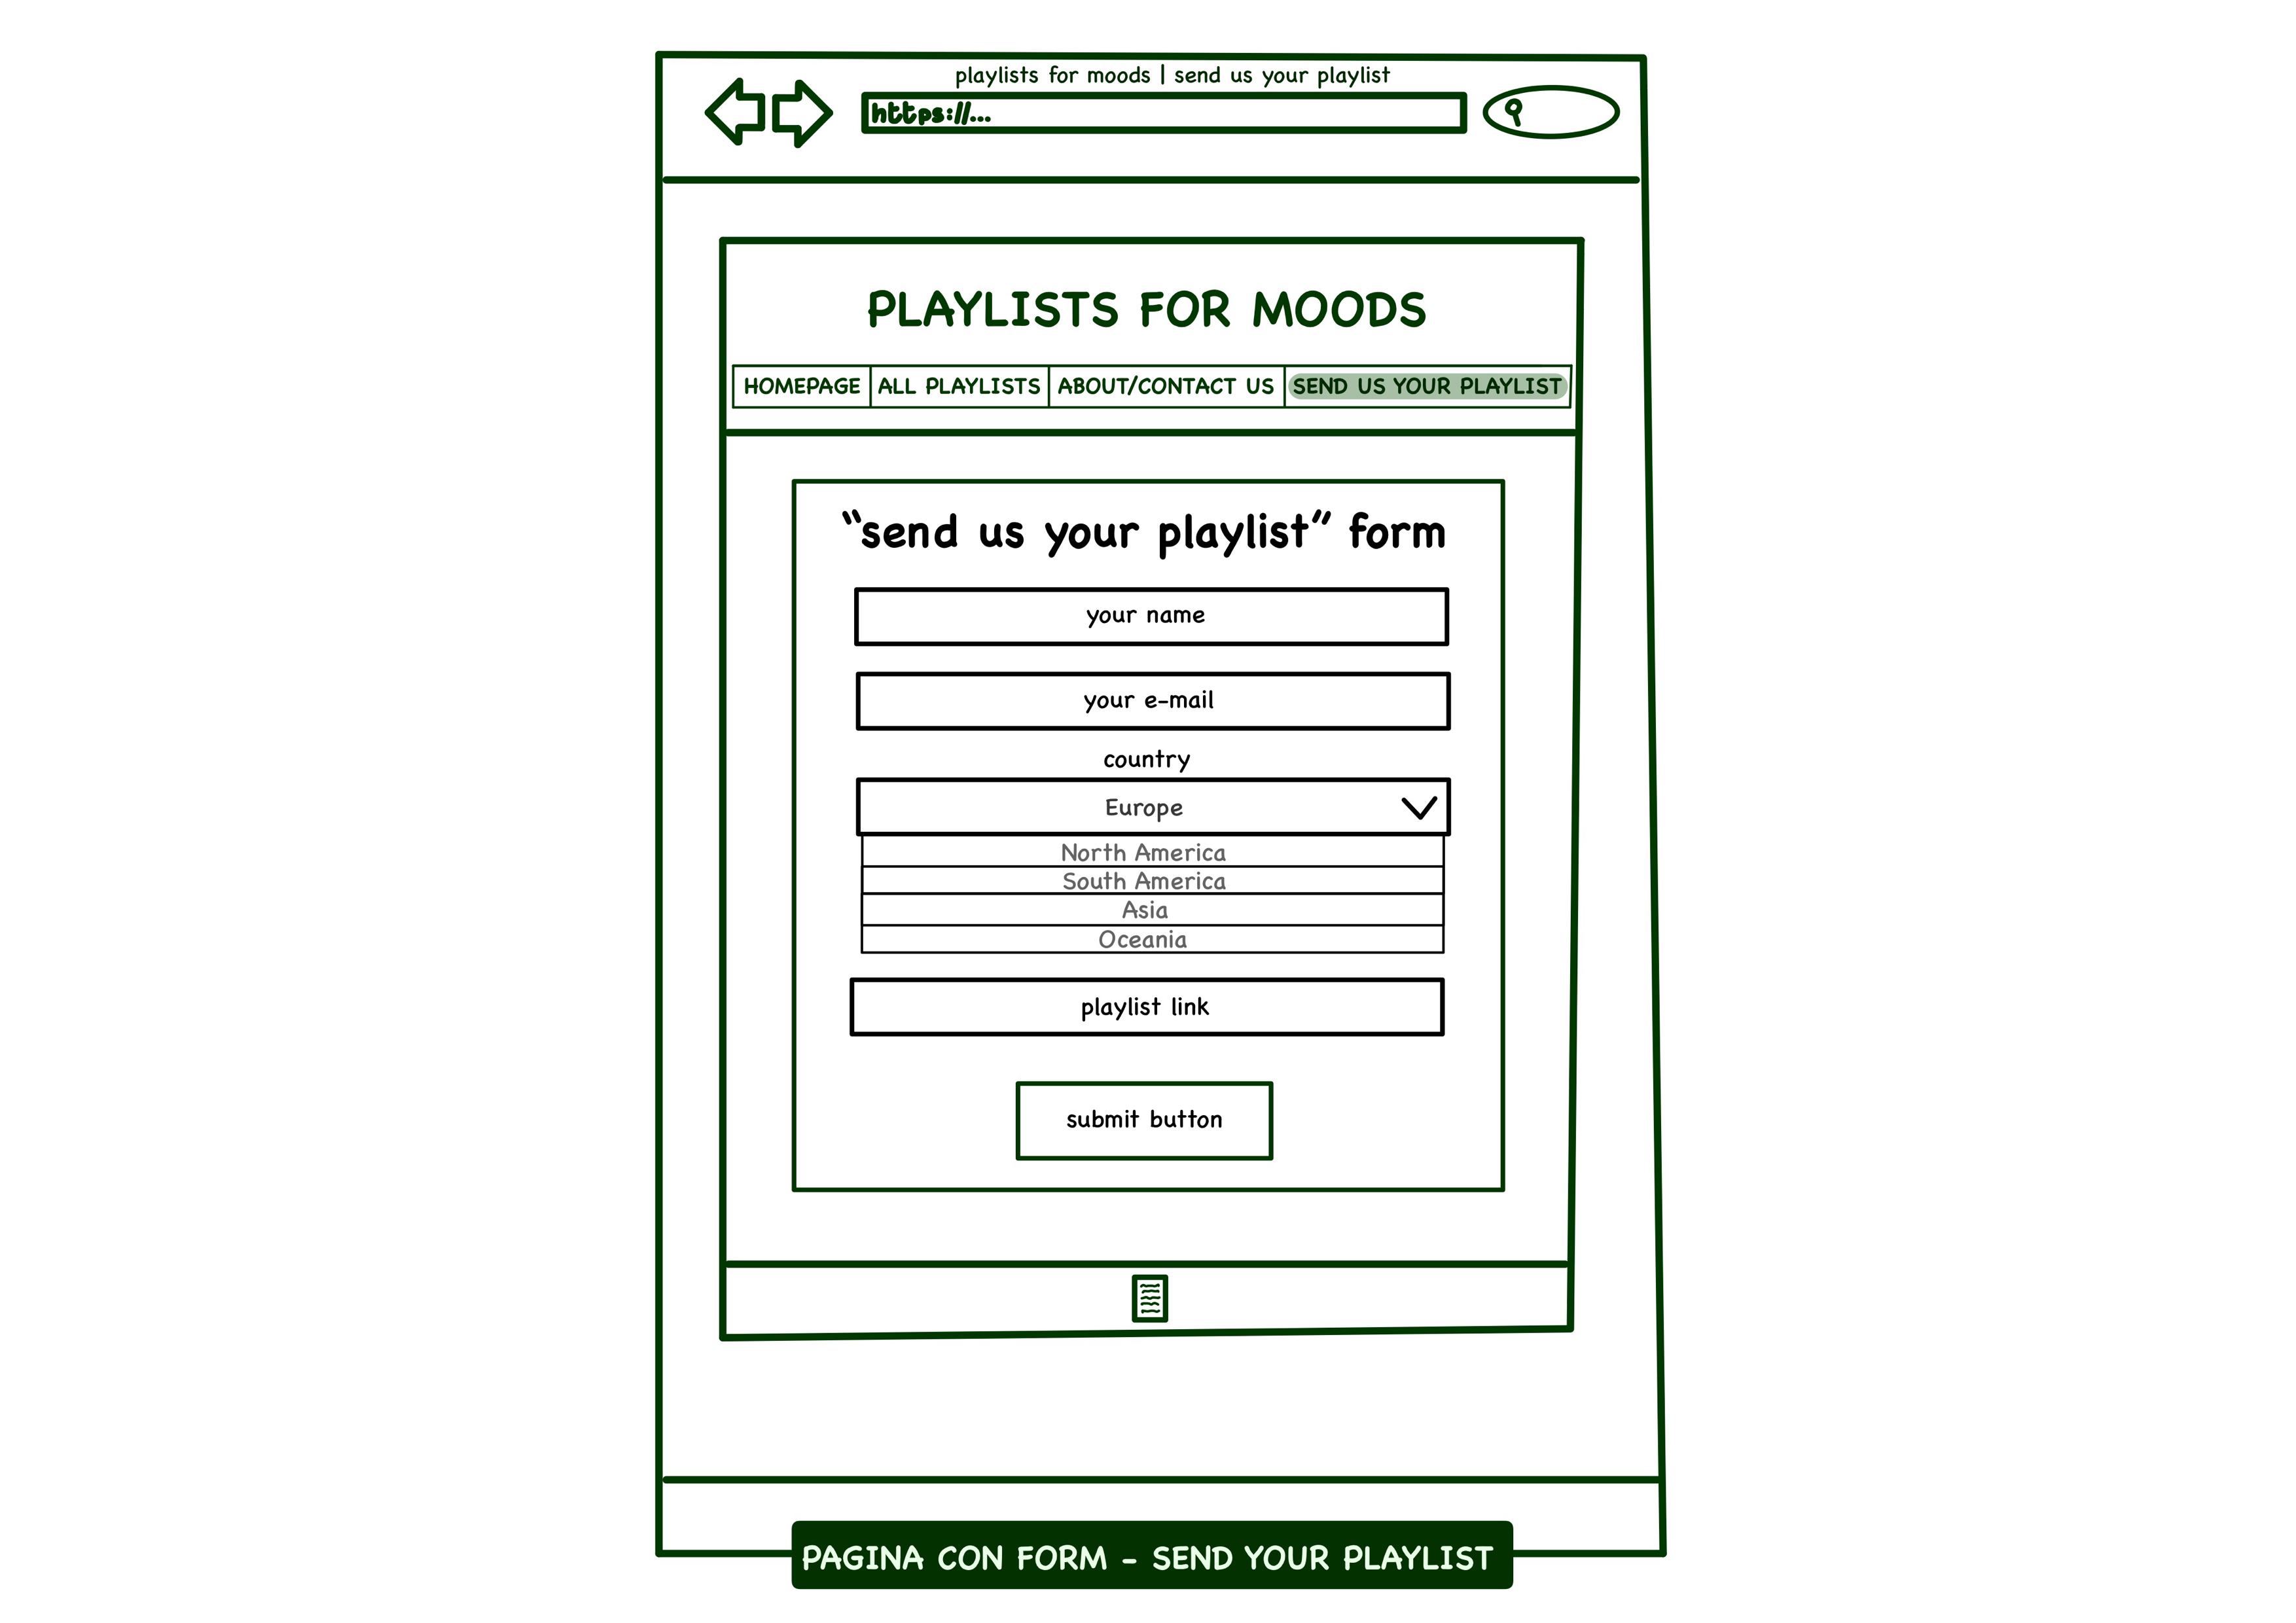 playlists for moods | send us your playlist
https://...
PLAYLISTS FOR MOODS
HOMEPAGE ALL PLAYLISTS ABOUT/CONTACT US SEND US YOUR PLAYLIST
“send us your playlist” form
your name
your e-mail
country
Europe
North America
South America
Asia
Oceania
playlist link
submit button
PAGINA CON FORM - SEND YOUR PLAYLIST